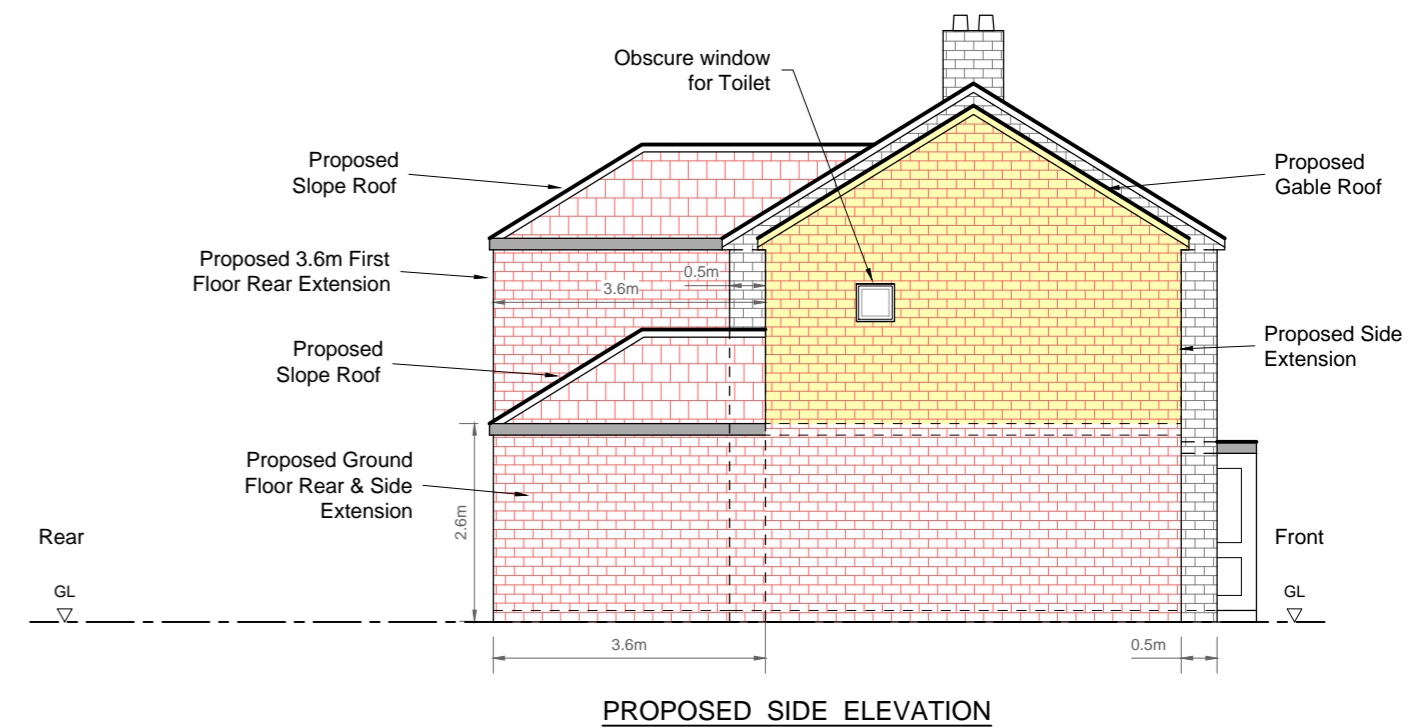 Obscure window
for Toilet
Proposed
Slope Roof
Proposed
Gable Roof
Proposed 3.6m First
Floor Rear Extension
0.5m
3.6m
Proposed
Slope Roof
Proposed Side
Extension
Proposed Ground
Floor Rear & Side
Extension
2.6m
Rear
Front
GL
GL
3.6m
0.5m
PROPOSED SIDE ELEVATION